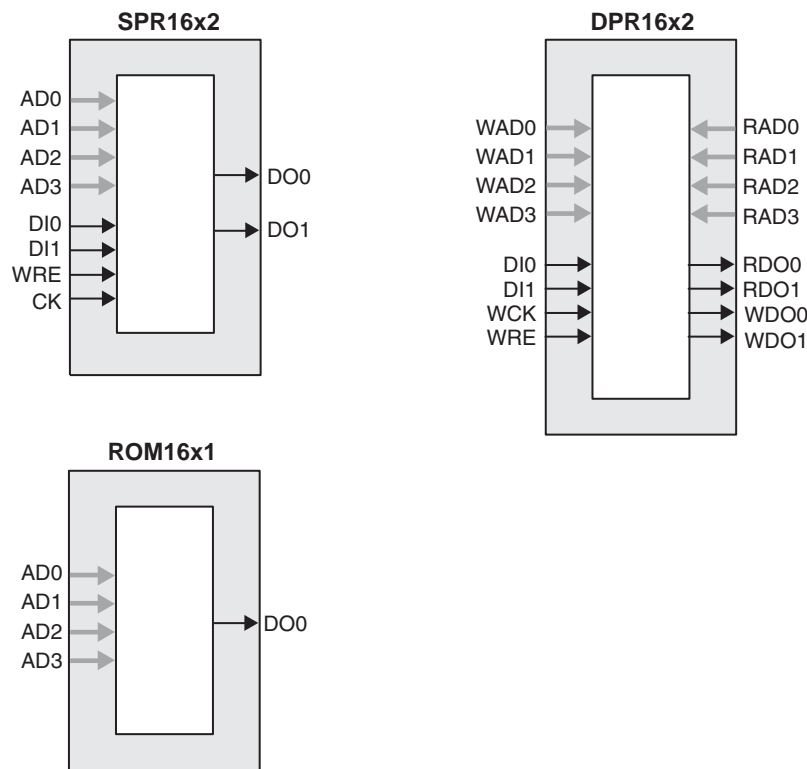 SPR16x2
AD0
AD1
AD2
AD3
DI0
DI1
WRE
CK
DO0
DO1
DPR16x2
WAD0
WAD1
WAD2
WAD3
DI0
DI1
WCK
WRE
RAD0
RAD1
RAD2
RAD3
RDO0
RDO1
WDO0
WDO1
ROM16x1
AD0
AD1
AD2
AD3
DO0